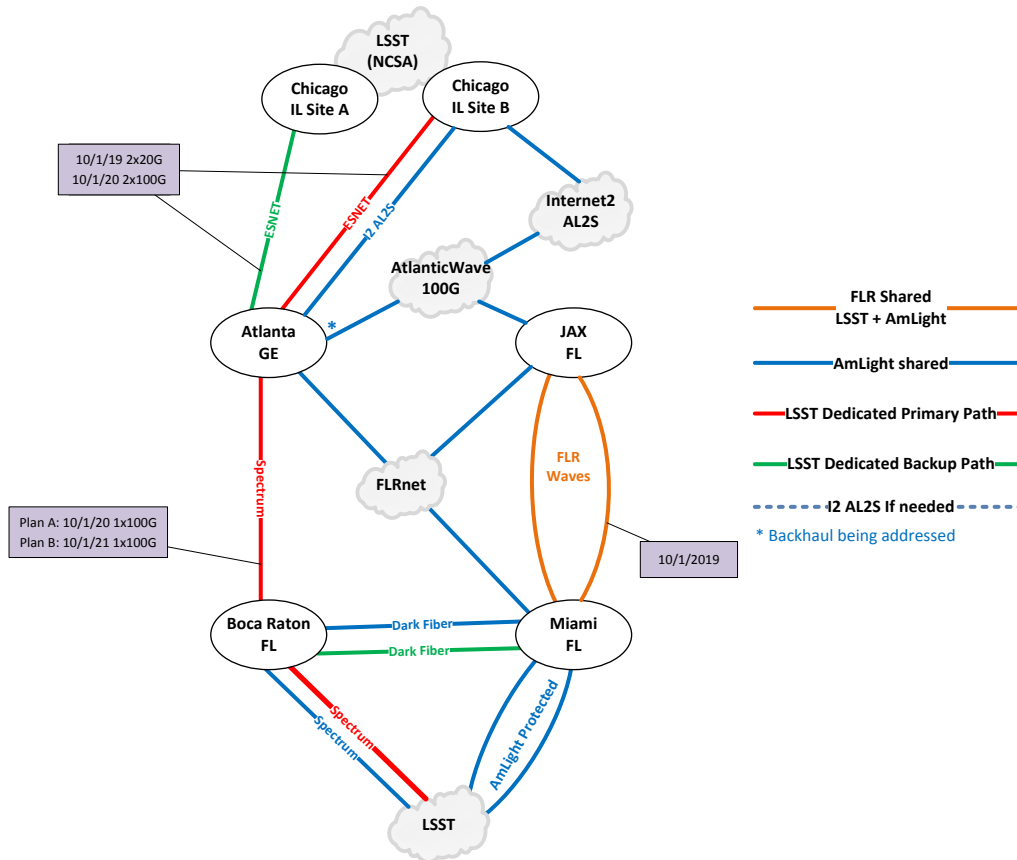 LSST
(NCSA)
Chicago
IL Site A
Chicago
IL Site B
10/1/19 2x20G
10/1/20 2x100G
ESNET
ESNET
I2 AL2S
Internet2
AL2S
AtlanticWave
100G
Atlanta
GE
*
JAX
FL
FLR Shared
LSST + AmLight
AmLight shared
LSST Dedicated Primary Path
LSST Dedicated Backup Path
I2 AL2S If needed
* Backhaul being addressed
Spectrum
FLRnet
FLR
Waves
Plan A: 10/1/20 1x100G
Plan B: 10/1/21 1x100G
10/1/2019
Boca Raton
FL
Dark Fiber
Dark Fiber
Miami
FL
Spectrum
Spectrum
AmLight Protected
LSST